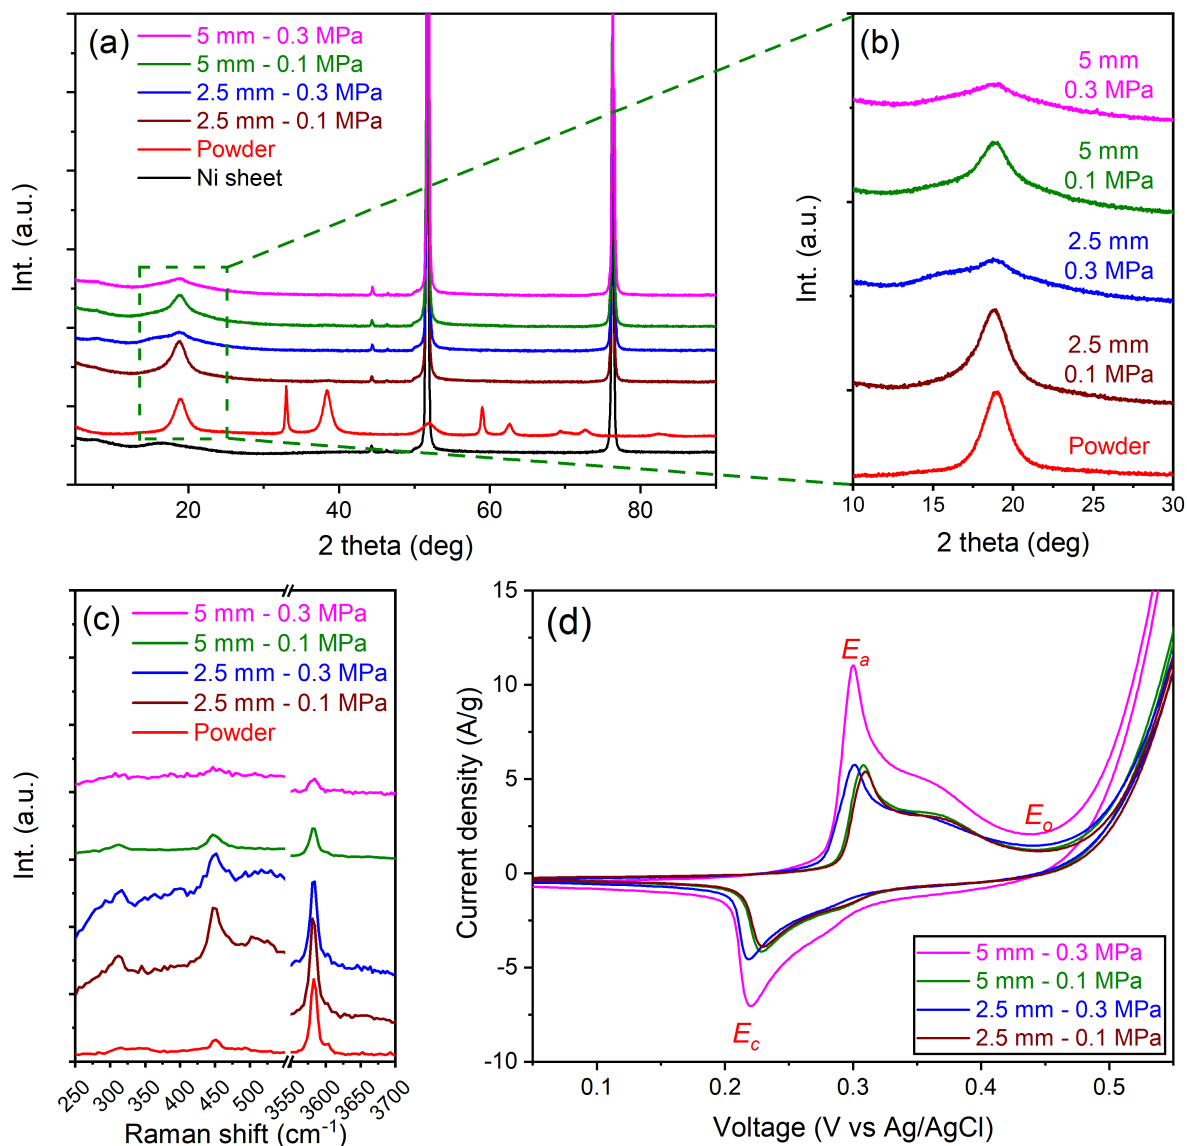 (a)
5 mm - 0.3 MPa
5 mm - 0.1 MPa
2.5 mm - 0.3 MPa
2.5 mm - 0.1 MPa
Powder
Ni sheet
Int. (a.u.)
20
40
60
80
2 theta (deg)
(b)
5 mm
0.3 MPa
5 mm
0.1 MPa
2.5 mm
0.3 MPa
2.5 mm
0.1 MPa
Powder
Int. (a.u.)
10
15
20
25
30
2 theta (deg)
(c)
5 mm - 0.3 MPa
5 mm - 0.1 MPa
2.5 mm - 0.3 MPa
2.5 mm - 0.1 MPa
Powder
Int. (a.u.)
250
300
350
400
450
500
3550
3600
3650
3700
Raman shift (cm⁻¹)
(d)
Eₐ
Eₒ
E꜀
15
10
5
0
-5
-10
Current density (A/g)
5 mm - 0.3 MPa
5 mm - 0.1 MPa
2.5 mm - 0.3 MPa
2.5 mm - 0.1 MPa
0.1
0.2
0.3
0.4
0.5
Voltage (V vs Ag/AgCl)